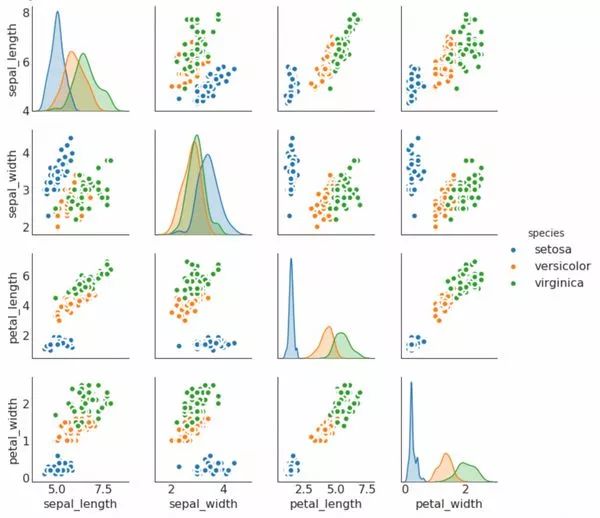 sepal_length
8
6
4
sepal_width
4
3
2
species
setosa
versicolor
virginica
petal_length
6
4
2
petal_width
2
1
0
5.0 7.5
2 4
2.5 5.0 7.5
0 2
sepal_length sepal_width petal_length petal_width